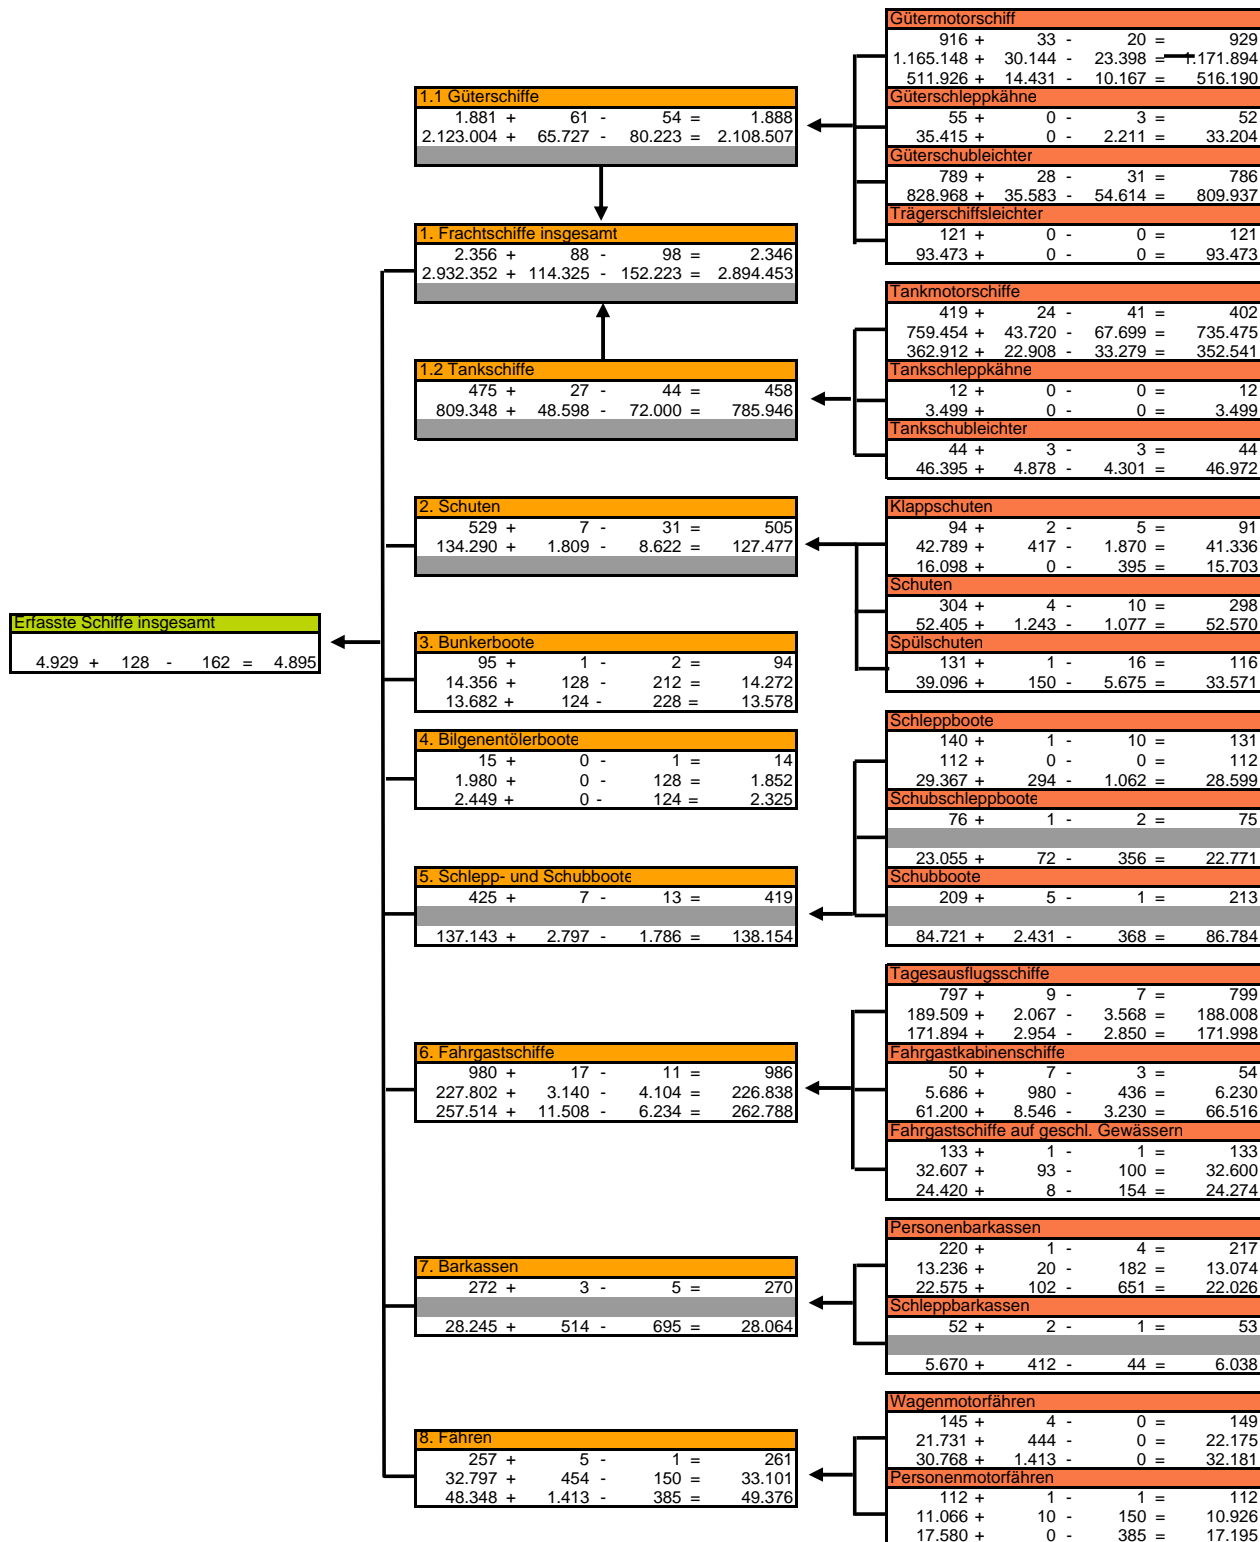 Erfasste Schiffe insgesamt
4.929 + 128 - 162 = 4.895
1.1 Güterschiffe
1.881 + 61 - 54 = 1.888
2.123.004 + 65.727 - 80.223 = 2.108.507
1. Frachtschiffe insgesamt
2.356 + 88 - 98 = 2.346
2.932.352 + 114.325 - 152.223 = 2.894.453
1.2 Tankschiffe
475 + 27 - 44 = 458
809.348 + 48.598 - 72.000 = 785.946
2. Schuten
529 + 7 - 31 = 505
134.290 + 1.809 - 8.622 = 127.477
3. Bunkerboote
95 + 1 - 2 = 94
14.356 + 128 - 212 = 14.272
13.682 + 124 - 228 = 13.578
4. Bilgenentölerboote
15 + 0 - 1 = 14
1.980 + 0 - 128 = 1.852
2.449 + 0 - 124 = 2.325
5. Schlepp- und Schubboote
425 + 7 - 13 = 419
137.143 + 2.797 - 1.786 = 138.154
6. Fahrgastschiffe
980 + 17 - 11 = 986
227.802 + 3.140 - 4.104 = 226.838
257.514 + 11.508 - 6.234 = 262.788
7. Barkassen
272 + 3 - 5 = 270
28.245 + 514 - 695 = 28.064
8. Fähren
257 + 5 - 1 = 261
32.797 + 454 - 150 = 33.101
48.348 + 1.413 - 385 = 49.376
Gütermotorschiff
916 + 33 - 20 = 929
1.165.148 + 30.144 - 23.398 = 1.171.894
511.926 + 14.431 - 10.167 = 516.190
Güterschleppkähne
55 + 0 - 3 = 52
35.415 + 0 - 2.211 = 33.204
Güterschubleichter
789 + 28 - 31 = 786
828.968 + 35.583 - 54.614 = 809.937
Trägerschiffsleichter
121 + 0 - 0 = 121
93.473 + 0 - 0 = 93.473
Tankmotorschiffe
419 + 24 - 41 = 402
759.454 + 43.720 - 67.699 = 735.475
362.912 + 22.908 - 33.279 = 352.541
Tankschleppkähne
12 + 0 - 0 = 12
3.499 + 0 - 0 = 3.499
Tankschubleichter
44 + 3 - 3 = 44
46.395 + 4.878 - 4.301 = 46.972
Klappschuten
94 + 2 - 5 = 91
42.789 + 417 - 1.870 = 41.336
16.098 + 0 - 395 = 15.703
Schuten
304 + 4 - 10 = 298
52.405 + 1.243 - 1.077 = 52.570
Spülschuten
131 + 1 - 16 = 116
39.096 + 150 - 5.675 = 33.571
Schleppboote
140 + 1 - 10 = 131
112 + 0 - 0 = 112
29.367 + 294 - 1.062 = 28.599
Schubschleppboote
76 + 1 - 2 = 75
23.055 + 72 - 356 = 22.771
Schubboote
209 + 5 - 1 = 213
84.721 + 2.431 - 368 = 86.784
Tagesausflugsschiffe
797 + 9 - 7 = 799
189.509 + 2.067 - 3.568 = 188.008
171.894 + 2.954 - 2.850 = 171.998
Fahrgastkabinenschiffe
50 + 7 - 3 = 54
5.686 + 980 - 436 = 6.230
61.200 + 8.546 - 3.230 = 66.516
Fahrgastschiffe auf geschl. Gewässern
133 + 1 - 1 = 133
32.607 + 93 - 100 = 32.600
24.420 + 8 - 154 = 24.274
Personenbarkassen
220 + 1 - 4 = 217
13.236 + 20 - 182 = 13.074
22.575 + 102 - 651 = 22.026
Schleppbarkassen
52 + 2 - 1 = 53
5.670 + 412 - 44 = 6.038
Wagenmotorfähren
145 + 4 - 0 = 149
21.731 + 444 - 0 = 22.175
30.768 + 1.413 - 0 = 32.181
Personenmotorfähren
112 + 1 - 1 = 112
11.066 + 10 - 150 = 10.926
17.580 + 0 - 385 = 17.195